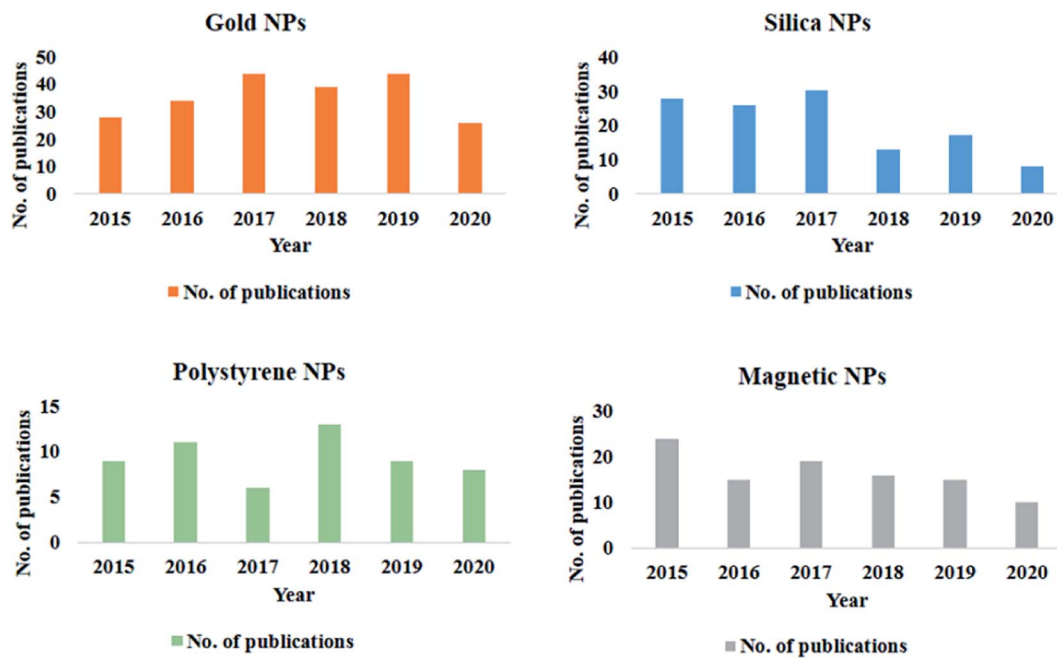 Gold NPs
No. of publications
50
40
30
20
10
0
2015 2016 2017 2018 2019 2020
Year
No. of publications
Silica NPs
No. of publications
40
30
20
10
0
2015 2016 2017 2018 2019 2020
Year
No. of publications
Polystyrene NPs
No. of publications
15
10
5
0
2015 2016 2017 2018 2019 2020
Year
No. of publications
Magnetic NPs
No. of publications
30
20
10
0
2015 2016 2017 2018 2019 2020
Year
No. of publications